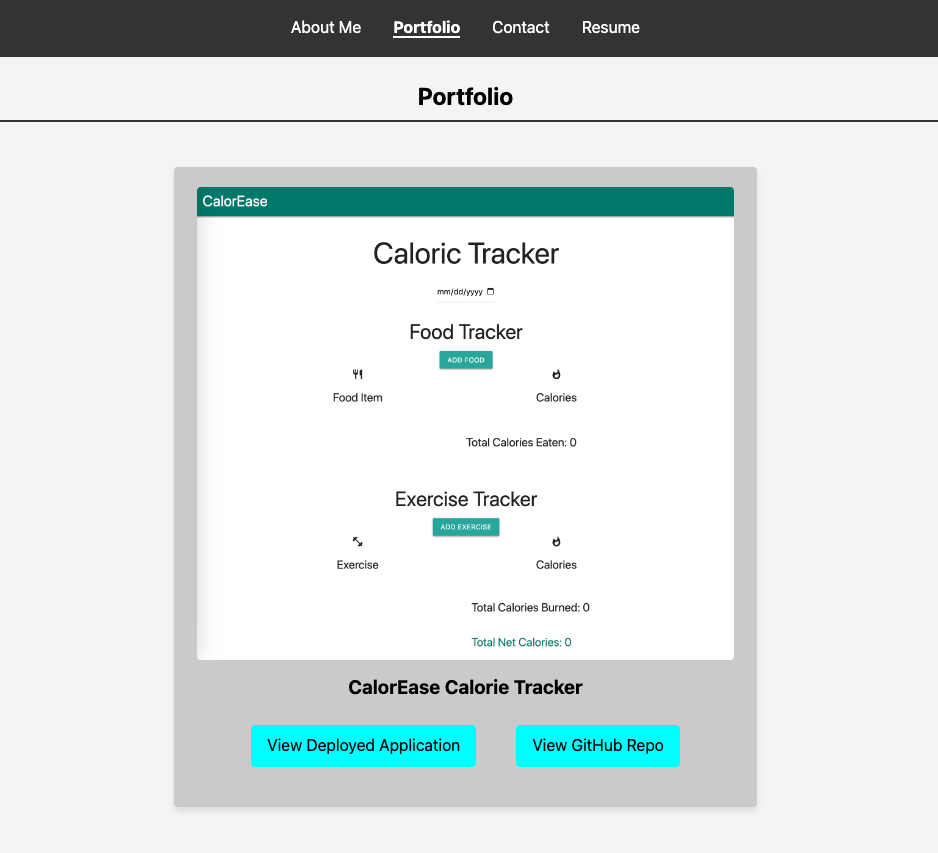 About Me Portfolio Contact Resume
Portfolio
CalorEase
Caloric Tracker
mm/dd/yyyy
Food Tracker
ADD FOOD
Food Item Calories
Total Calories Eaten: 0
Exercise Tracker
ADD EXERCISE
Exercise Calories
Total Calories Burned: 0
Total Net Calories: 0
CalorEase Calorie Tracker
View Deployed Application View GitHub Repo